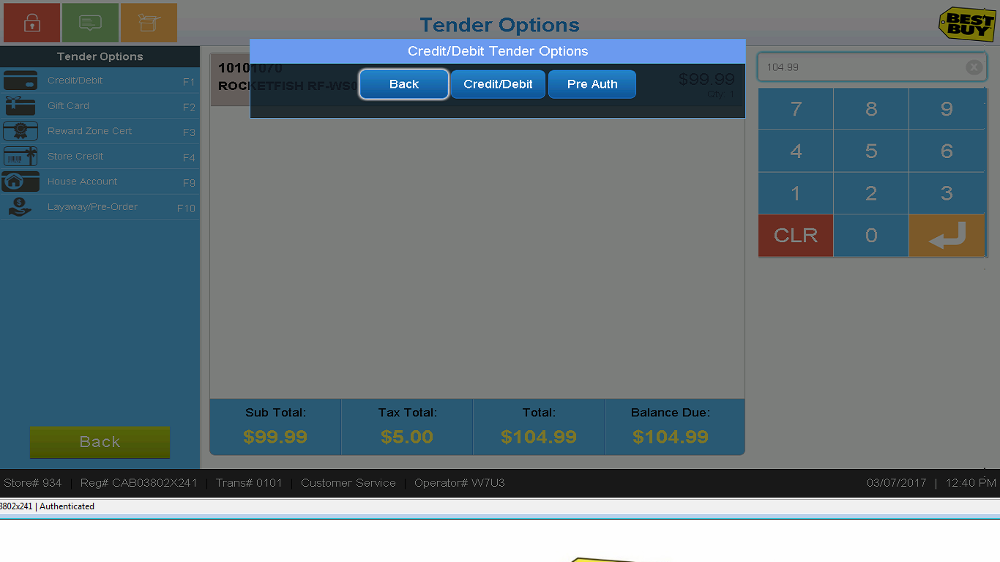 Tender Options
BEST BUY
Tender Options
Credit/Debit F1
Gift Card F2
Reward Zone Cert F3
Store Credit F4
House Account F9
Layaway/Pre-Order F10
Back
Credit/Debit Tender Options
Back Credit/Debit Pre Auth
10101070
ROCKETFISH RF-WS0
$99.99
Qty: 1
Sub Total: Tax Total: Total: Balance Due:
$99.99 $5.00 $104.99 $104.99
104.99
7 8 9
4 5 6
1 2 3
CLR 0
Store# 934 | Reg# CAB03802X241 | Trans# 0101 | Customer Service | Operator# W7U3 03/07/2017 | 12:40 PM
3802x241 | Authenticated